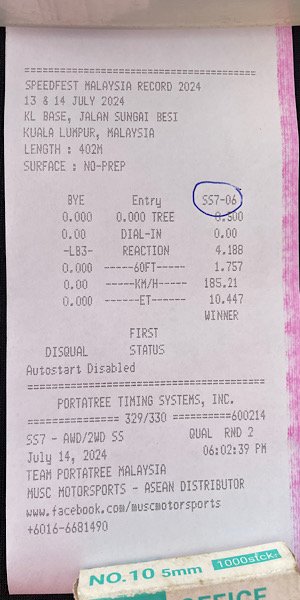 ================================================
SPEEDFEST MALAYSIA RECORD 2024
13 & 14 JULY 2024
KL BASE, JALAN SUNGAI BESI
KUALA LUMPUR, MALAYSIA
LENGTH : 402M
SURFACE : NO-PREP
BYE Entry SS7-06
0.000 0.000 TREE 0.500
0.00 DIAL-IN 0.00
-LB3- REACTION 4.188
0.000 ------60FT------ 1.757
0.00 ------KM/H------ 185.21
0.000 -------ET------- 10.447
WINNER
FIRST
DISQUAL STATUS
Autostart Disabled
================================================
PORTATREE TIMING SYSTEMS, INC.
================ 329/330 ==========600214
SS7 - AWD/2WD SS QUAL RND 2
July 14, 2024 06:02:39 PM
TEAM PORTATREE MALAYSIA
MUSC MOTORSPORTS - ASEAN DISTRIBUTOR
www.facebook.com/muscmotorsports
+6016-6681490
NO.10 5mm 1000stck.
OFFICE